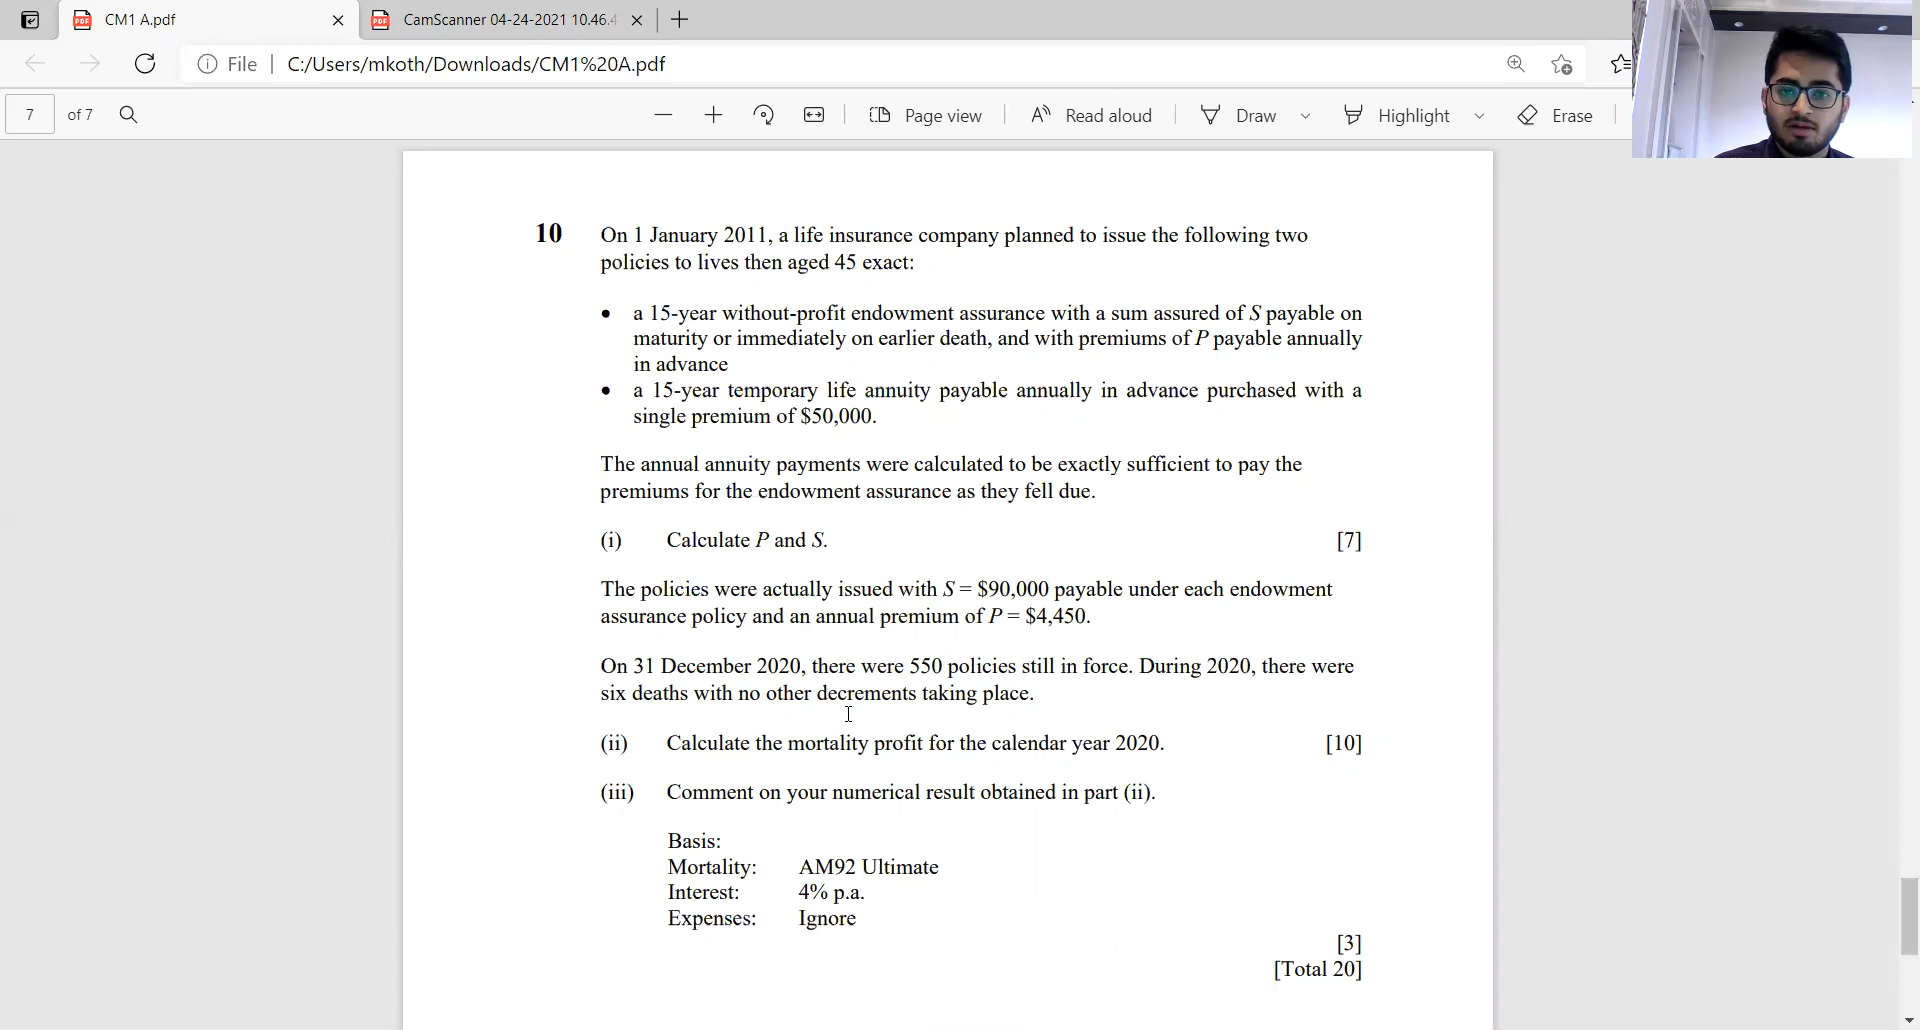 CM1 A.pdf
CamScanner 04-24-2021 10.46.4
File
C:/Users/mkoth/Downloads/CM1%20A.pdf
7 of 7
Page view
Read aloud
Draw
Highlight
Erase
10 On 1 January 2011, a life insurance company planned to issue the following two
policies to lives then aged 45 exact:
• a 15-year without-profit endowment assurance with a sum assured of S payable on
maturity or immediately on earlier death, and with premiums of P payable annually
in advance
• a 15-year temporary life annuity payable annually in advance purchased with a
single premium of $50,000.
The annual annuity payments were calculated to be exactly sufficient to pay the
premiums for the endowment assurance as they fell due.
(i) Calculate P and S. [7]
The policies were actually issued with S = $90,000 payable under each endowment
assurance policy and an annual premium of P = $4,450.
On 31 December 2020, there were 550 policies still in force. During 2020, there were
six deaths with no other decrements taking place.
(ii) Calculate the mortality profit for the calendar year 2020. [10]
(iii) Comment on your numerical result obtained in part (ii).
Basis:
Mortality: AM92 Ultimate
Interest: 4% p.a.
Expenses: Ignore
[3]
[Total 20]